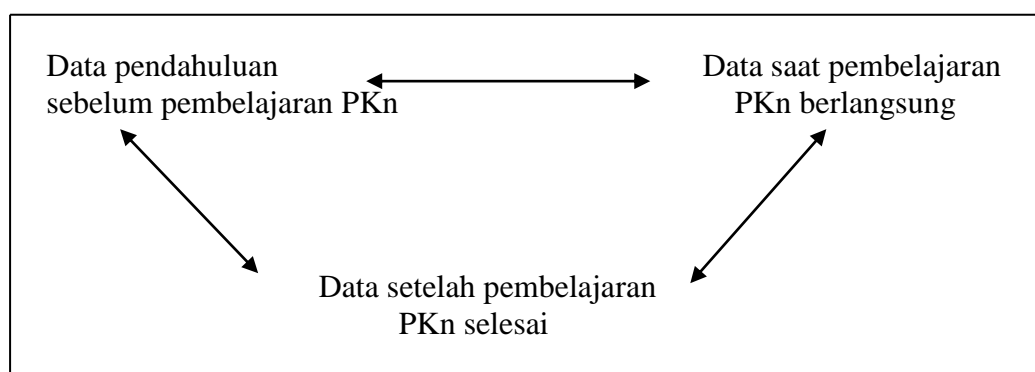 Data pendahuluan
sebelum pembelajaran PKn
Data saat pembelajaran
PKn berlangsung
Data setelah pembelajaran
PKn selesai